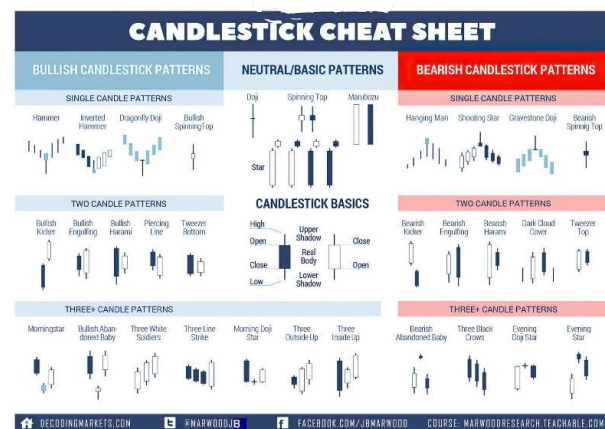 CANDLESTICK CHEAT SHEET
BULLISH CANDLESTICK PATTERNS
SINGLE CANDLE PATTERNS
Hammer
Inverted
Hammer
Dragonfly Doji
Bullish
SpinningTop
TWO CANDLE PATTERNS
Bullish
Kicker
Bullish
Engulfing
Bullish
Harami
Piercing
Line
Tweezer
Bottom
THREE+ CANDLE PATTERNS
Morningstar
Bullish Aban-
doned Baby
Three White
Soldiers
Three Line
Strike
Morning Doji
Star
Three
Outside Up
Three
Inside Up
NEUTRAL/BASIC PATTERNS
Doji
Spinning Top
Marubozu
Star
CANDLESTICK BASICS
High
Open
Close
Low
Upper
Shadow
Real
Body
Lower
Shadow
Close
Open
BEARISH CANDLESTICK PATTERNS
SINGLE CANDLE PATTERNS
Hanging Man
Shooting Star
Gravestone Doji
Bearish
Spinnig Top
TWO CANDLE PATTERNS
Bearish
Kicker
Bearish
Engulfing
Bearish
Harami
Dark Cloud
Cover
Tweezer
Top
THREE+ CANDLE PATTERNS
Bearish
Abandoned Baby
Three Black
Crows
Evening
Doji Star
Evening
Star
DECODINGMARKETS.CON
@MARWOODJB
FACEBOOK.COM/JBMARWOOD
COURSE: MARWOODRESEARCH.TEACHABLE.COM